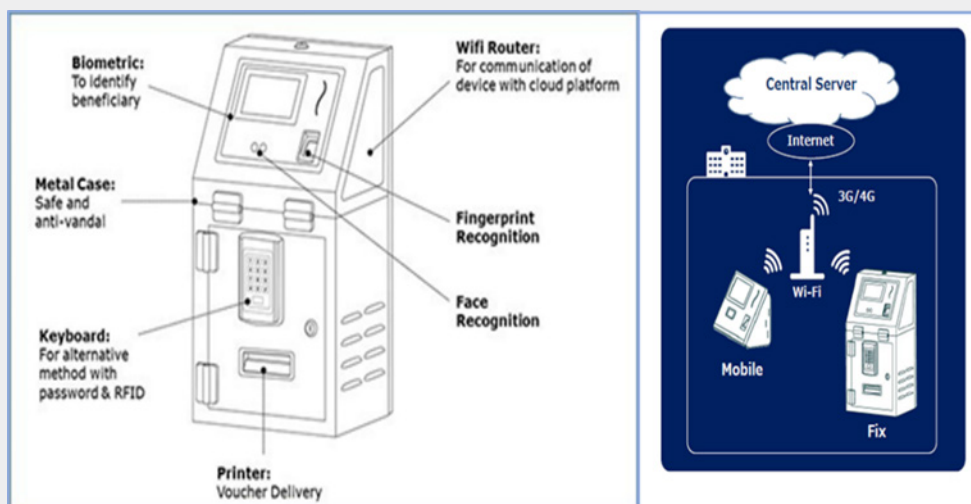 Biometric:
To identify
beneficiary
Wifi Router:
For communication of
device with cloud platform
Metal Case:
Safe and
anti-vandal
Fingerprint
Recognition
Face
Recognition
Keyboard:
For alternative
method with
password & RFID
Printer:
Voucher Delivery
Central Server
Internet
3G/4G
Wi-Fi
Mobile
Fix